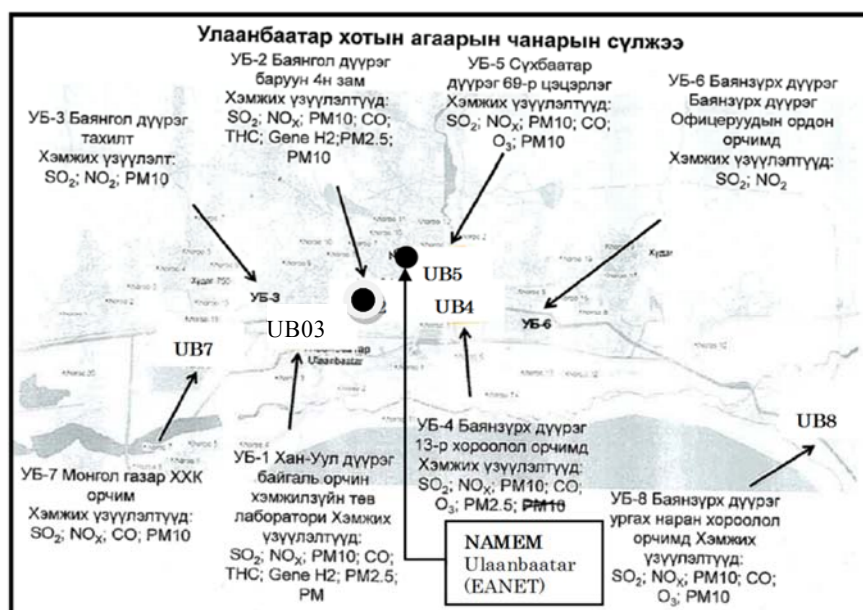 Улаанбаатар хотын агаарын чанарын сүлжээ
УБ-2 Баянгол дүүрэг
баруун 4н зам
Хэмжих үзүүлэлтүүд:
SO2; NOX; PM10; CO;
THC; Gene H2;PM2.5;
PM10
УБ-5 Сүхбаатар
дүүрэг 69-р цэцэрлэг
Хэмжих үзүүлэлтүүд:
SO2; NOX; PM10; CO;
O3; PM10
УБ-6 Баянзүрх дүүрэг
Баянзүрх дүүрэг
Офицеруудын ордон
орчимд
Хэмжих үзүүлэлтүүд:
SO2; NO2
УБ-3 Баянгол дүүрэг
тахилт
Хэмжих үзүүлэлт:
SO2; NO2; PM10
УБ-3
UB03
UB5
UB4
УБ-6
UB7
Ulaanbaatar
UB8
УБ-7 Монгол газар ХХК
орчим
Хэмжих үзүүлэлтүүд:
SO2; NOX; CO; PM10
УБ-1 Хан-Уул дүүрэг
байгаль орчин
хэмжилзүйн төв
лаборатори Хэмжих
үзүүлэлтүүд:
SO2; NOX; PM10; CO;
THC; Gene H2; PM2.5;
PM
УБ-4 Баянзүрх дүүрэг
13-р хороолол орчимд
Хэмжих үзүүлэлтүүд:
SO2; NOX; PM10; CO;
O3; PM2.5; PM10
NAMEM
Ulaanbaatar
(EANET)
УБ-8 Баянзүрх дүүрэг
ургах наран хороолол
орчимд Хэмжих
үзүүлэлтүүд:
SO2; NOX; PM10; CO;
O3; PM10